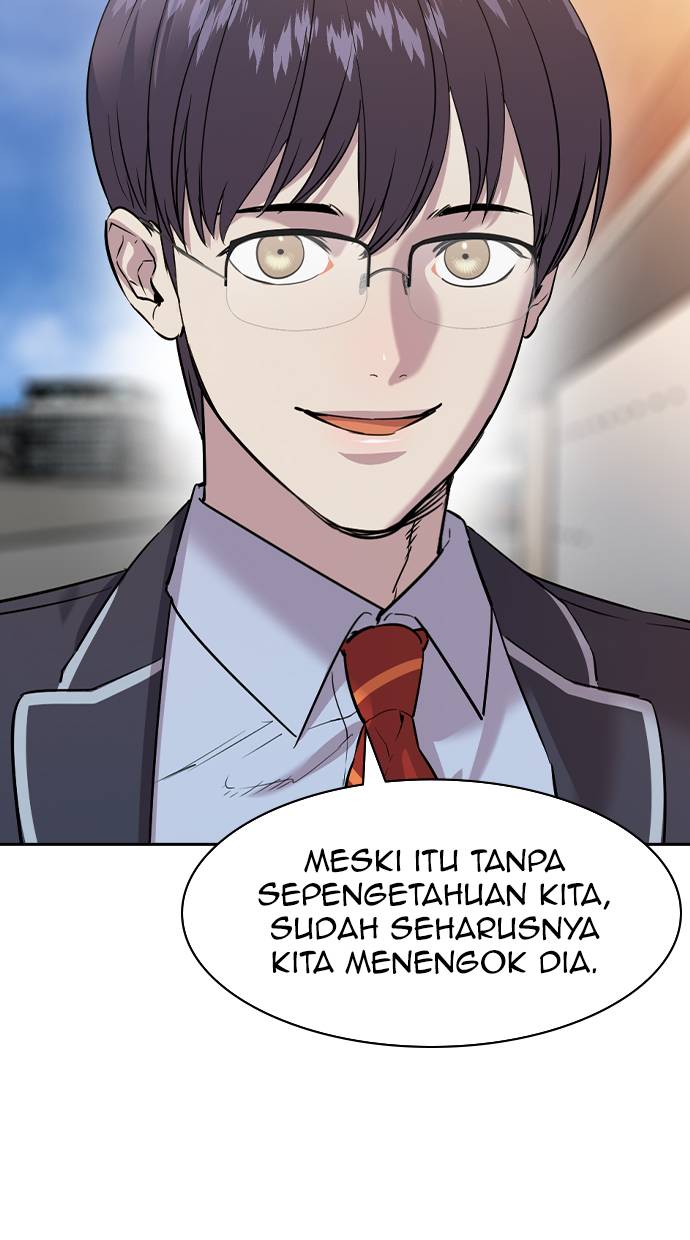 MESKI ITU TANPA
SEPENGETAHUAN KITA,
SUDAH SEHARUSNYA
KITA MENENGOK DIA.